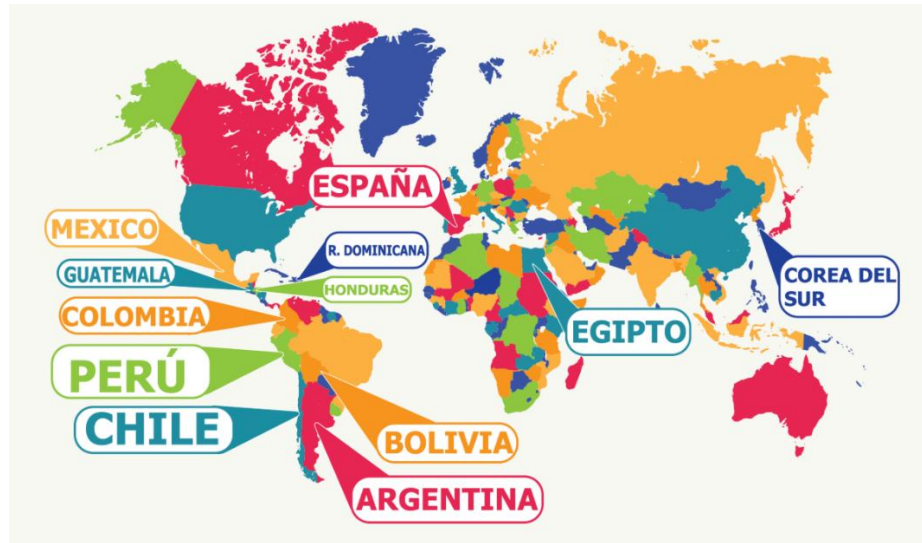 ESPAÑA
MEXICO
R. DOMINICANA
GUATEMALA
HONDURAS
COREA DEL
SUR
COLOMBIA
EGIPTO
PERÚ
CHILE
BOLIVIA
ARGENTINA